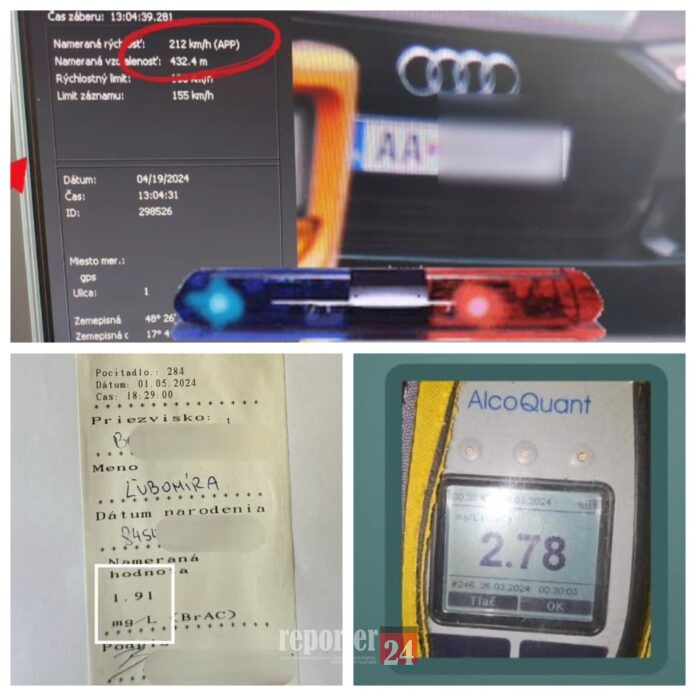 Čas záberu: 13:04:39.281
Nameraná rýchlosť: 212 km/h (APP)
Nameraná vzdialenosť: 432.4 m
Rýchlostný limit: km/h
Limit záznamu: 155 km/h
Dátum: 04/19/2024
Čas: 13:04:31
ID: 298526
Miesto mer.:
gps
Ulica: 1
Zemepisná 48° 26'
Zemepisná 17° 4
AA
Pocitadlo.: 284
Dátum: 01.05.2024
Cas: 18:29:00
Priezvisko:
Meno
ĽUBOMÍRA
Dátum narodenia
Nameraná
hodnota
1.91
mg/L (BrAC)
Podpis
AlcoQuant
2024
mg/L
2.78
#246 26.03.2024 00:30:03
Tlač OK
reporter
24